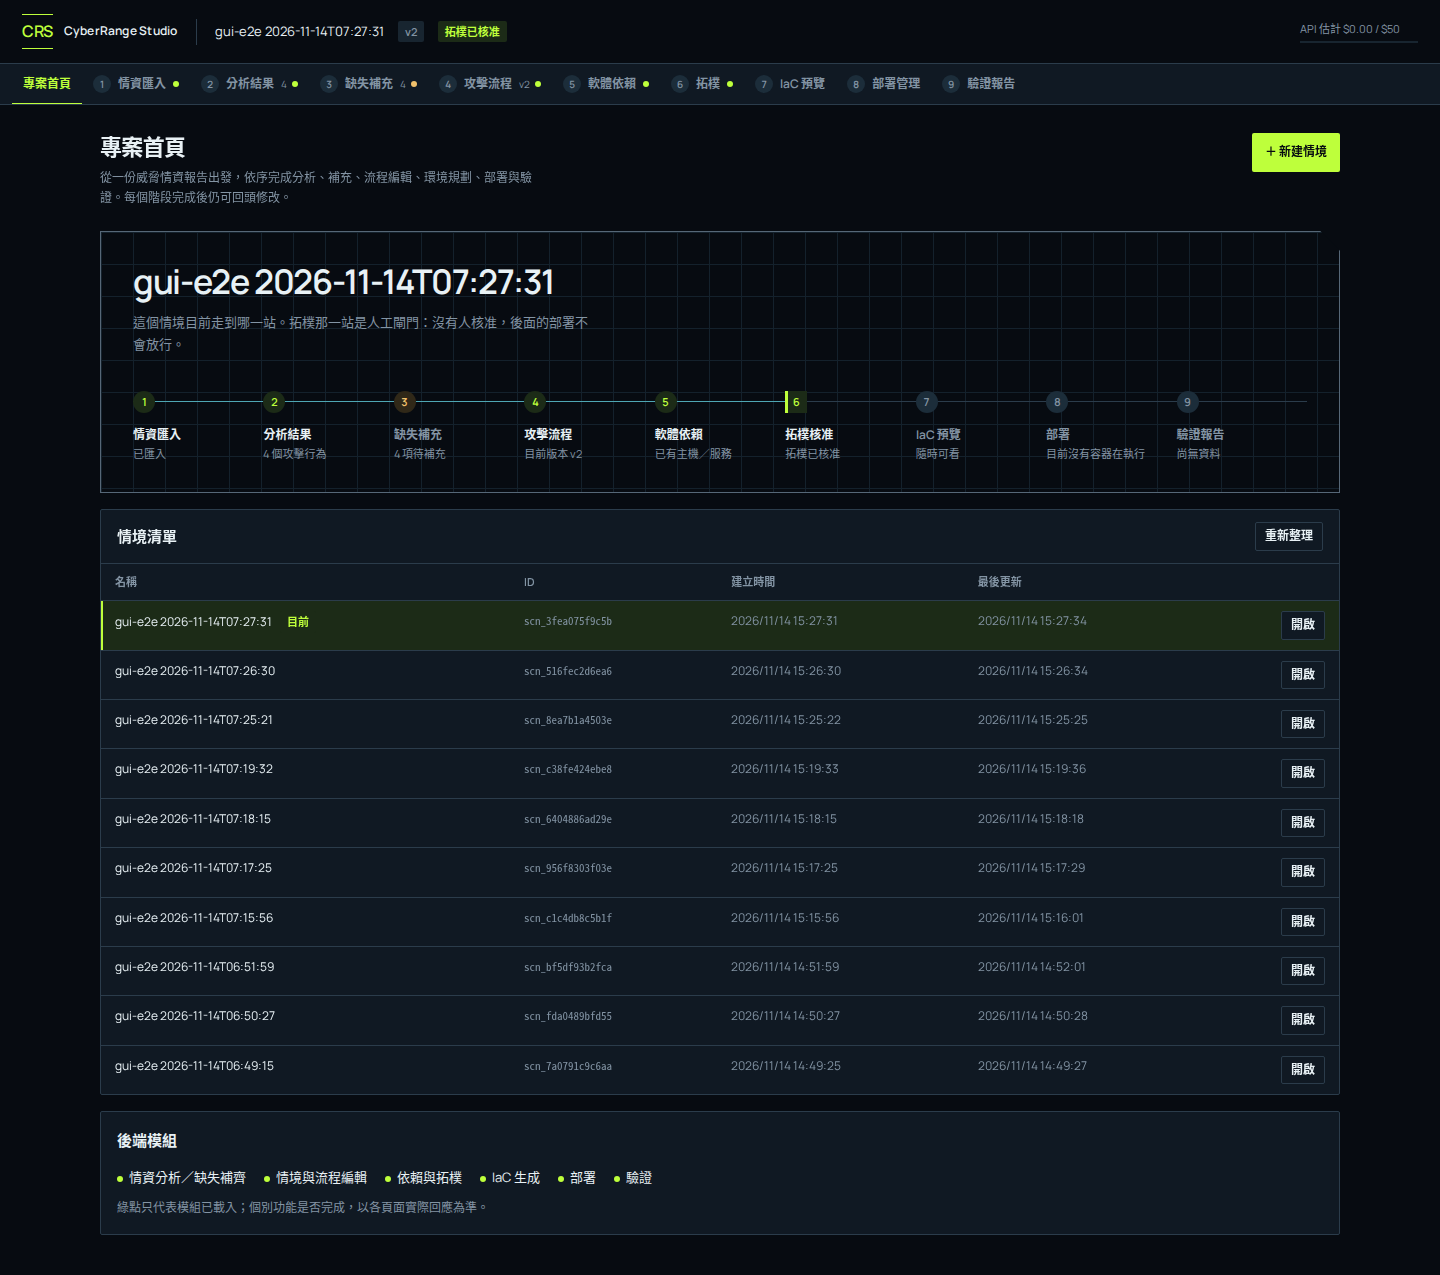 CRS CyberRange Studio gui-e2e 2026-11-14T07:27:31 v2 拓樸已核准 API 估計 $0.00 / $50
專案首頁 1 情資匯入 2 分析結果 4 3 缺失補充 4 4 攻擊流程 v2 5 軟體依賴 6 拓樸 7 IaC 預覽 8 部署管理 9 驗證報告
專案首頁
＋ 新建情境
從一份威脅情資報告出發，依序完成分析、補充、流程編輯、環境規劃、部署與驗
證。每個階段完成後仍可回頭修改。
gui-e2e 2026-11-14T07:27:31
這個情境目前走到哪一站。拓樸那一站是人工閘門：沒有人核准，後面的部署不
會放行。
1 2 3 4 5 6 7 8 9
情資匯入 分析結果 缺失補充 攻擊流程 軟體依賴 拓樸核准 IaC 預覽 部署 驗證報告
已匯入 4 個攻擊行為 4 項待補充 目前版本 v2 已有主機／服務 拓樸已核准 隨時可看 目前沒有容器在執行 尚無資料
情境清單 重新整理
名稱 ID 建立時間 最後更新
gui-e2e 2026-11-14T07:27:31 目前 scn_3fea075f9c5b 2026/11/14 15:27:31 2026/11/14 15:27:34 開啟
gui-e2e 2026-11-14T07:26:30 scn_516fec2d6ea6 2026/11/14 15:26:30 2026/11/14 15:26:34 開啟
gui-e2e 2026-11-14T07:25:21 scn_8ea7b1a4503e 2026/11/14 15:25:22 2026/11/14 15:25:25 開啟
gui-e2e 2026-11-14T07:19:32 scn_c38fe424ebe8 2026/11/14 15:19:33 2026/11/14 15:19:36 開啟
gui-e2e 2026-11-14T07:18:15 scn_6404886ad29e 2026/11/14 15:18:15 2026/11/14 15:18:18 開啟
gui-e2e 2026-11-14T07:17:25 scn_956f8303f03e 2026/11/14 15:17:25 2026/11/14 15:17:29 開啟
gui-e2e 2026-11-14T07:15:56 scn_c1c4db8c5b1f 2026/11/14 15:15:56 2026/11/14 15:16:01 開啟
gui-e2e 2026-11-14T06:51:59 scn_bf5df93b2fca 2026/11/14 14:51:59 2026/11/14 14:52:01 開啟
gui-e2e 2026-11-14T06:50:27 scn_fda0489bfd55 2026/11/14 14:50:27 2026/11/14 14:50:28 開啟
gui-e2e 2026-11-14T06:49:15 scn_7a0791c9c6aa 2026/11/14 14:49:25 2026/11/14 14:49:27 開啟
後端模組
情資分析／缺失補齊 情境與流程編輯 依賴與拓樸 IaC 生成 部署 驗證
綠點只代表模組已載入；個別功能是否完成，以各頁面實際回應為準。